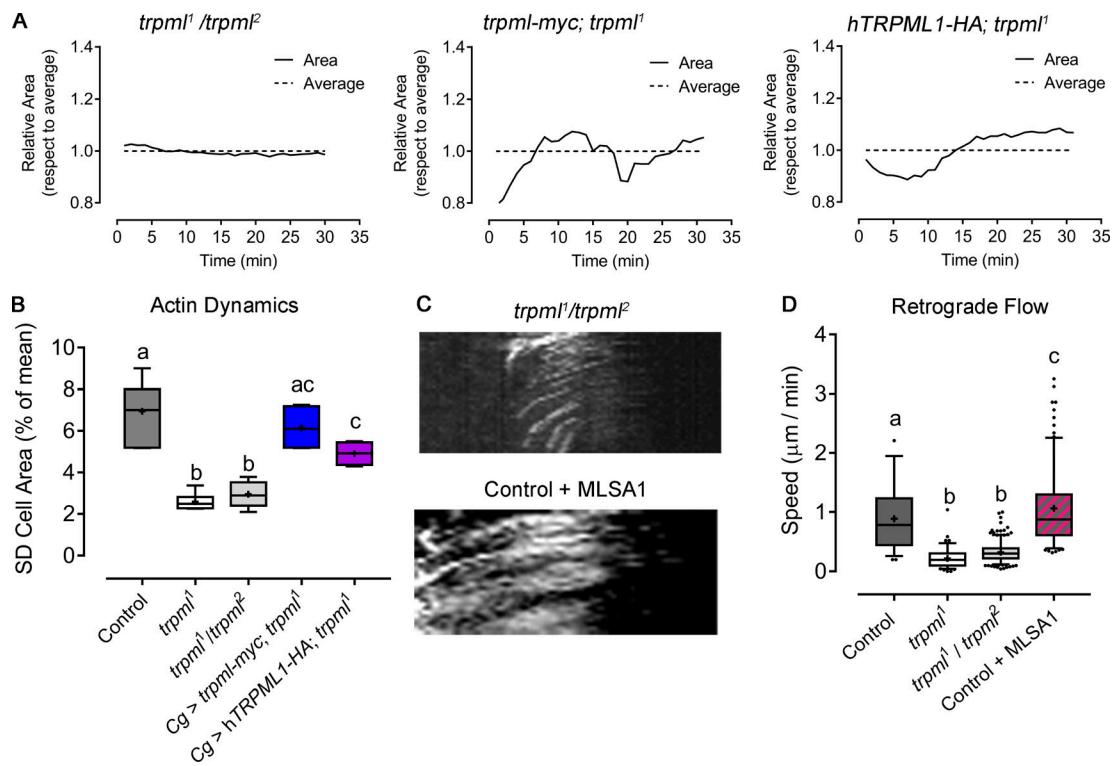 A
trpml¹ /trpml²
Relative Area
(respect to average)
1.4
1.2
1.0
0.8
Area
Average
0 5 10 15 20 25 30 35
Time (min)
trpml-myc; trpml¹
Relative Area
(respect to average)
1.4
1.2
1.0
0.8
Area
Average
0 5 10 15 20 25 30 35
Time (min)
hTRPML1-HA; trpml¹
Relative Area
(respect to average)
1.4
1.2
1.0
0.8
Area
Average
0 5 10 15 20 25 30 35
Time (min)
B
Actin Dynamics
SD Cell Area (% of mean)
10
8
6
4
2
0
a
b
b
ac
c
Control
trpml¹
trpml¹/trpml²
Cg > trpml-myc; trpml¹
Cg > hTRPML1-HA; trpml¹
C
trpml¹/trpml²
Control + MLSA1
D
Retrograde Flow
Speed (μm / min)
4
3
2
1
0
a
b
b
c
Control
trpml¹
trpml¹ / trpml²
Control + MLSA1